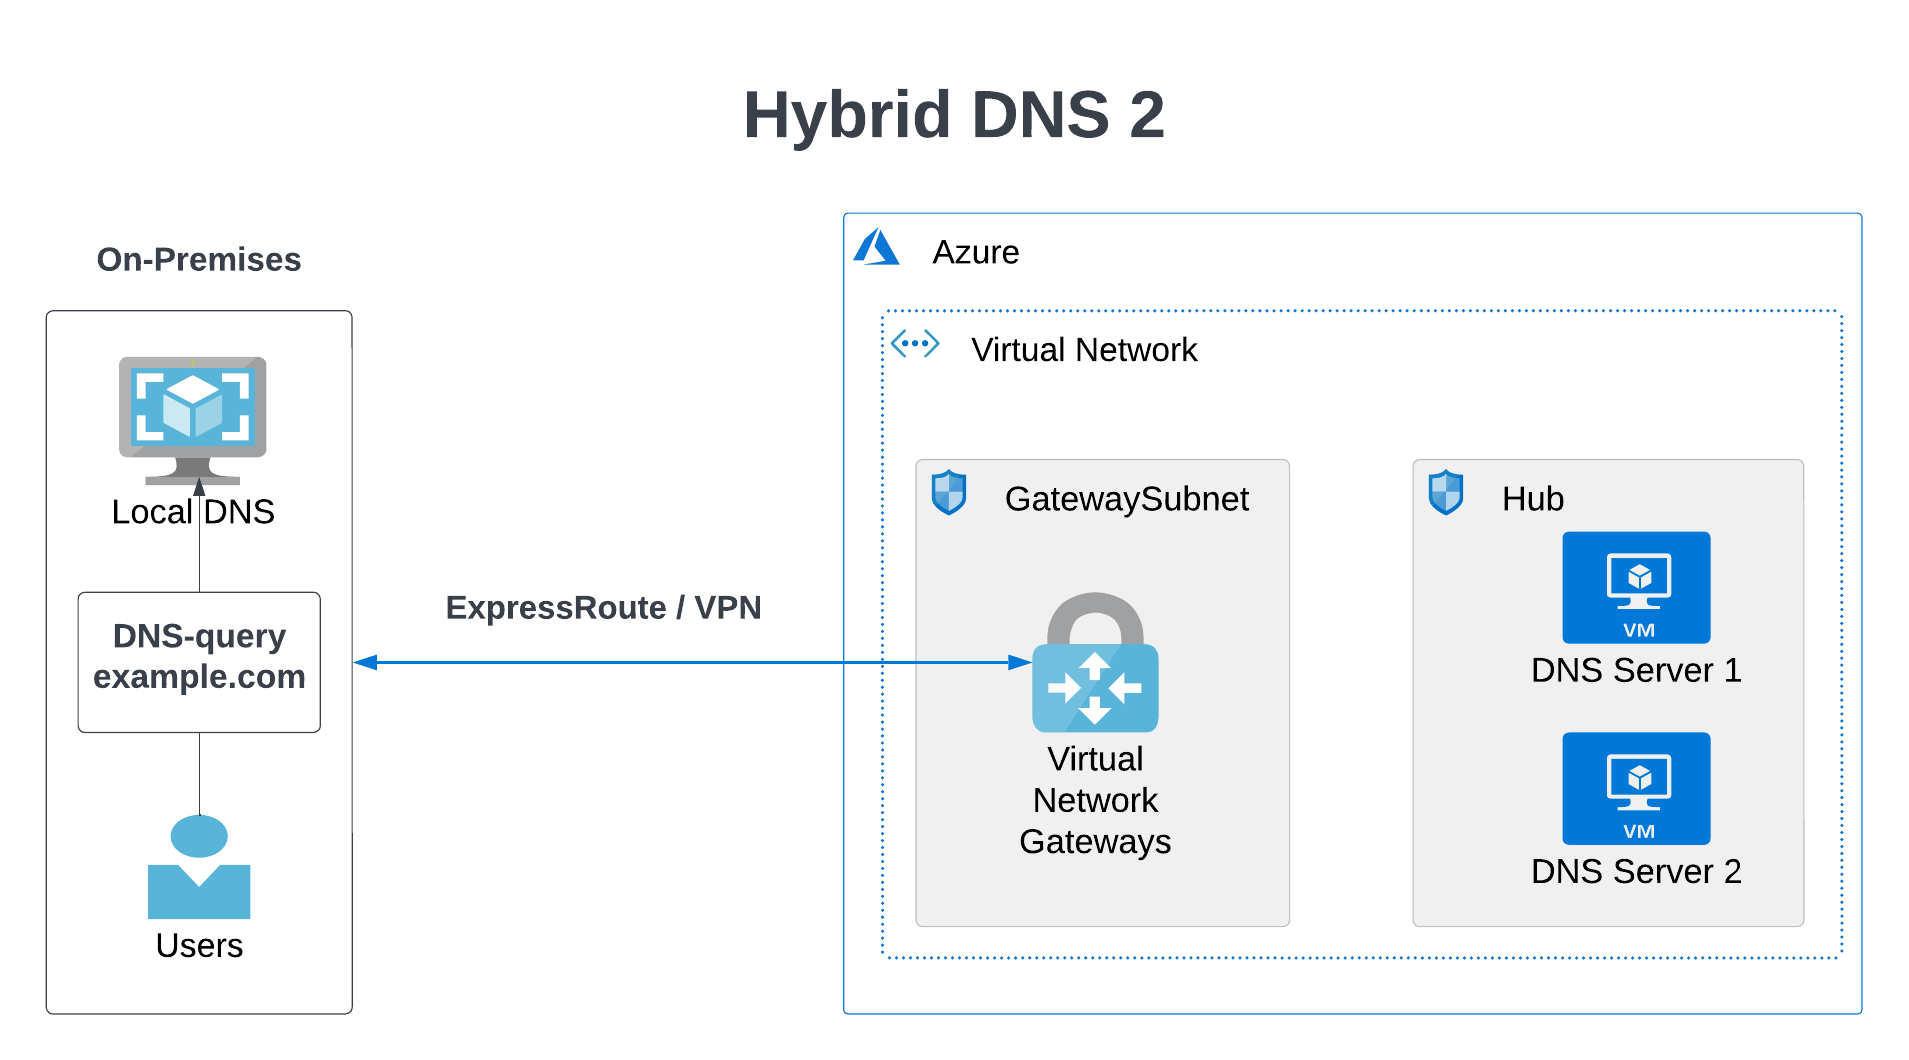 Hybrid DNS 2
On-Premises
Local DNS
DNS-query
example.com
Users
ExpressRoute / VPN
Azure
Virtual Network
GatewaySubnet
Virtual
Network
Gateways
Hub
VM
DNS Server 1
VM
DNS Server 2